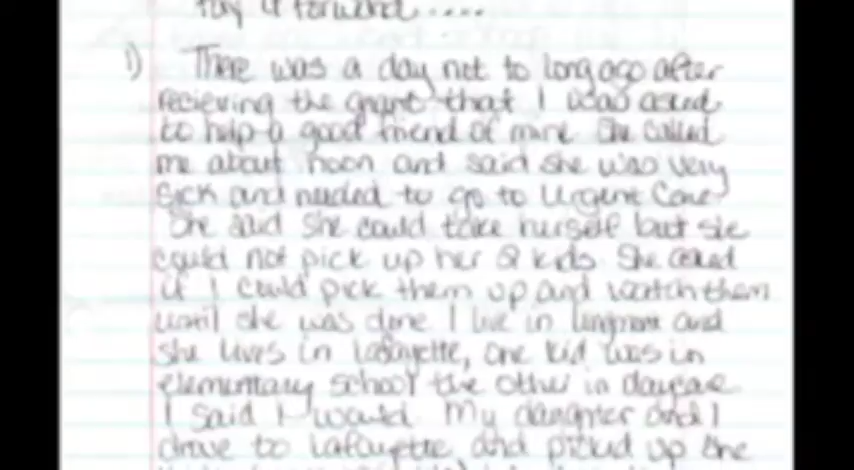 Pay it forward.....
1) There was a day not to long ago after
recieving the grant that I was asked
to help a good friend of mine She called
me about noon and said she was very
sick and needed to go to Urgent Care
She said she could take herself but she
could not pick up her 2 kids. She asked
if I could pick them up and watch them
until she was done I live in Longmont and
she lives in Lafayette, one kid was in
elementary school the other in daycare
I said I would. My daughter and I
drove to Lafayette and picked up the